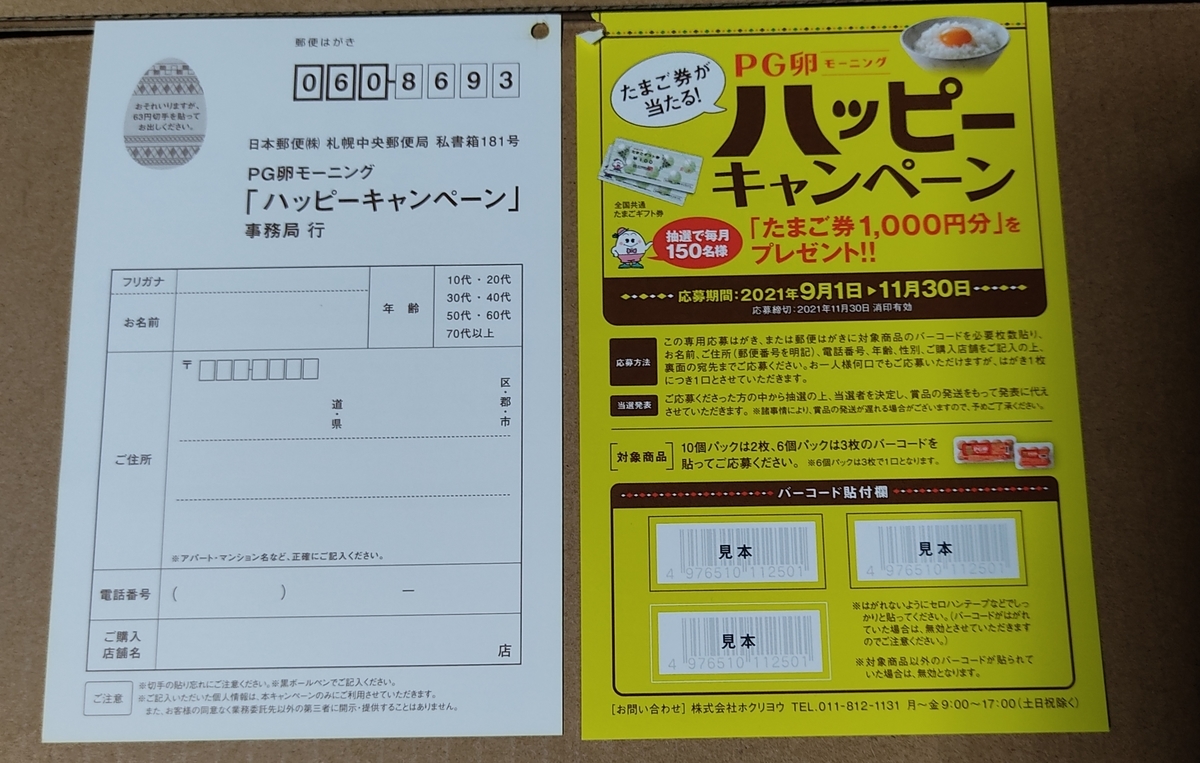 郵便はがき
0608693
おそれいりますが、
63円切手を貼って
お出しください。
日本郵便㈱ 札幌中央郵便局 私書箱181号
PG卵モーニング
「ハッピーキャンペーン」
事務局 行
フリガナ
お名前
年 齢
10代・20代
30代・40代
50代・60代
70代以上
ご住所
〒
道・県
区・郡・市
※アパート・マンション名など、正確にご記入ください。
電話番号
( ) ー
ご購入
店舗名
店
ご注意
※切手の貼り忘れにご注意ください。※黒ボールペンでご記入ください。
※ご記入いただいた個人情報は、本キャンペーンのみにご利用させていただきます。
また、お客様の同意なく業務委託先以外の第三者に開示・提供することはありません。
たまご券が
当たる!
PG卵モーニング
ハッピー
キャンペーン
全国共通
たまごギフト券
抽選で毎月
150名様
「たまご券1,000円分」を
プレゼント!!
応募期間:2021年9月1日▶11月30日
応募締切:2021年11月30日 消印有効
応募方法
この専用応募はがき、または郵便はがきに対象商品のバーコードを必要枚数貼り、
お名前、ご住所(郵便番号を明記)、電話番号、年齢、性別、ご購入店舗をご記入の上、
裏面の宛先までご応募ください。お一人様何口でもご応募いただけますが、はがき1枚
につき1口とさせていただきます。
当選発表
ご応募くださった方の中から抽選の上、当選者を決定し、賞品の発送をもって発表に代え
させていただきます。※諸事情により、賞品の発送が遅れる場合がございますので、予めご了承ください。
[対象商品]
10個パックは2枚、6個パックは3枚のバーコードを
貼ってご応募ください。※6個パックは3枚で1口となります。
バーコード貼付欄
見本
4 976510 112501
見本
4 976510 112501
見本
4 976510 112501
※はがれないようにセロハンテープなどでしっ
かりと貼ってください。(バーコードがはがれ
ていた場合は、無効とさせていただきます
のでご注意ください。)
※対象商品以外のバーコードが貼られて
いた場合は、無効となります。
[お問い合わせ] 株式会社ホクリヨウ TEL.011-812-1131 月～金9:00～17:00(土日祝除く)